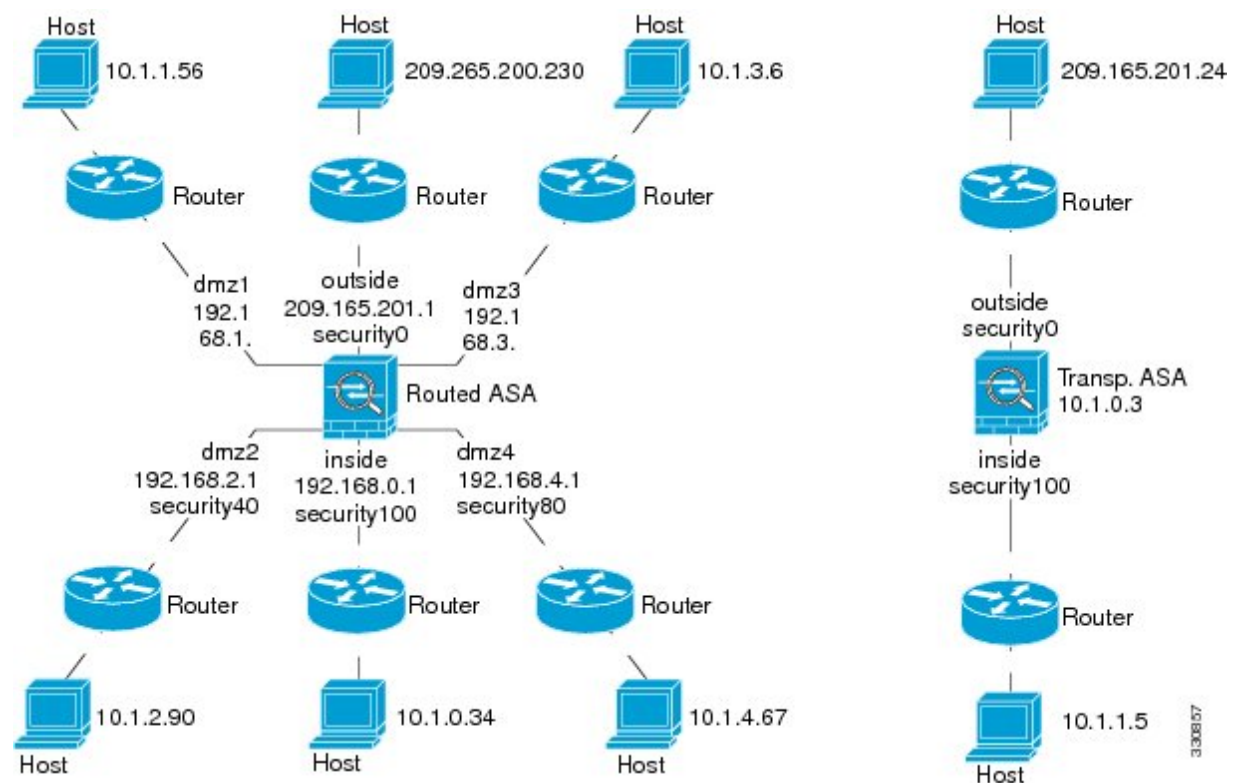 Host
10.1.1.56
Host
209.265.200.230
Host
10.1.3.6
Host
209.165.201.24
Router
Router
Router
Router
dmz1
192.1
68.1.
outside
209.165.201.1
security0
dmz3
192.1
68.3.
outside
security0
Routed ASA
Transp. ASA
10.1.0.3
dmz2
192.168.2.1
security40
inside
192.168.0.1
security100
dmz4
192.168.4.1
security80
inside
security100
Router
Router
Router
Router
10.1.2.90
Host
10.1.0.34
Host
10.1.4.67
Host
10.1.1.5
Host
330857